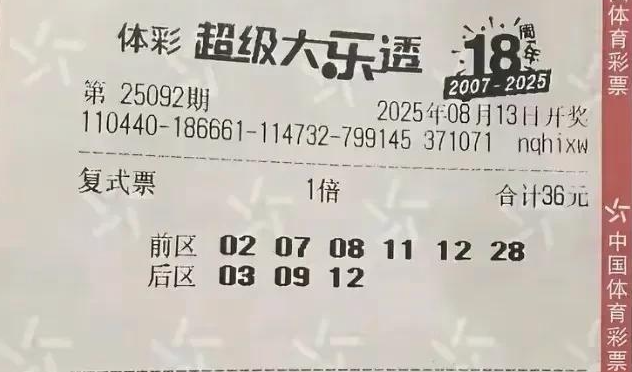 体彩 超级大乐透 18周年
2007-2025
第 25092期 2025年08月13日开奖
110440-186661-114732-799145 371071 nqhixw
复式票 1倍 合计36元
前区 02 07 08 11 12 28
后区 03 09 12
体育彩票
中国体育彩票